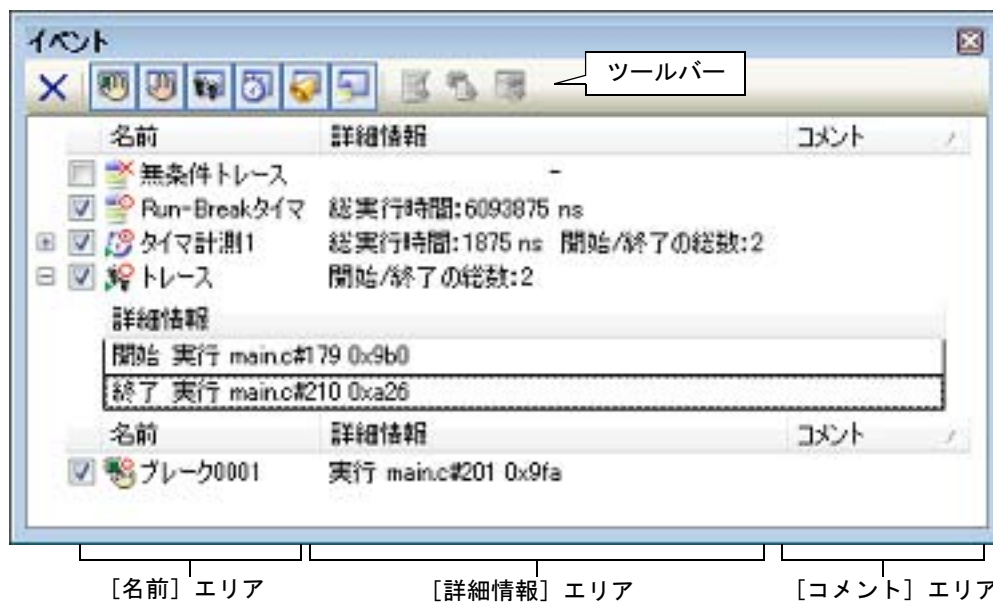 イベント
ツールバー
名前 詳細情報 コメント
無条件トレース -
Run-Breakタイマ 総実行時間:6093875 ns
タイマ計測1 総実行時間:1875 ns 開始/終了の総数:2
トレース 開始/終了の総数:2
詳細情報
開始 実行 main.c#179 0x9b0
終了 実行 main.c#210 0xa26
名前 詳細情報 コメント
ブレーク0001 実行 main.c#201 0x9fa
［名前］エリア ［詳細情報］エリア ［コメント］エリア